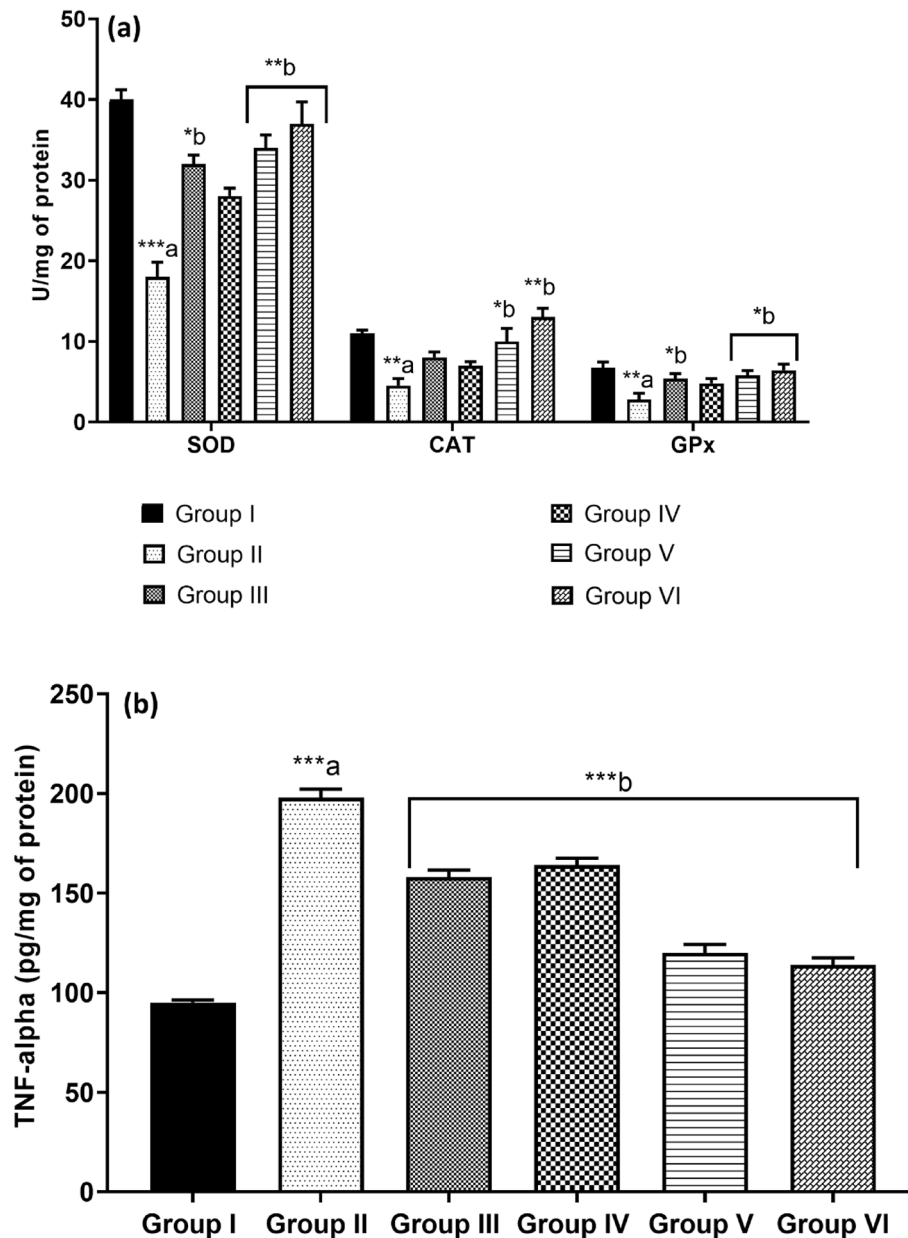 (a)
U/mg of protein
50
40
30
20
10
0
***a
*b
**b
**a
*b
**b
**a
*b
*b
SOD CAT GPx
Group I Group IV
Group II Group V
Group III Group VI
(b)
TNF-alpha (pg/mg of protein)
250
200
150
100
50
0
***a
***b
Group I Group II Group III Group IV Group V Group VI